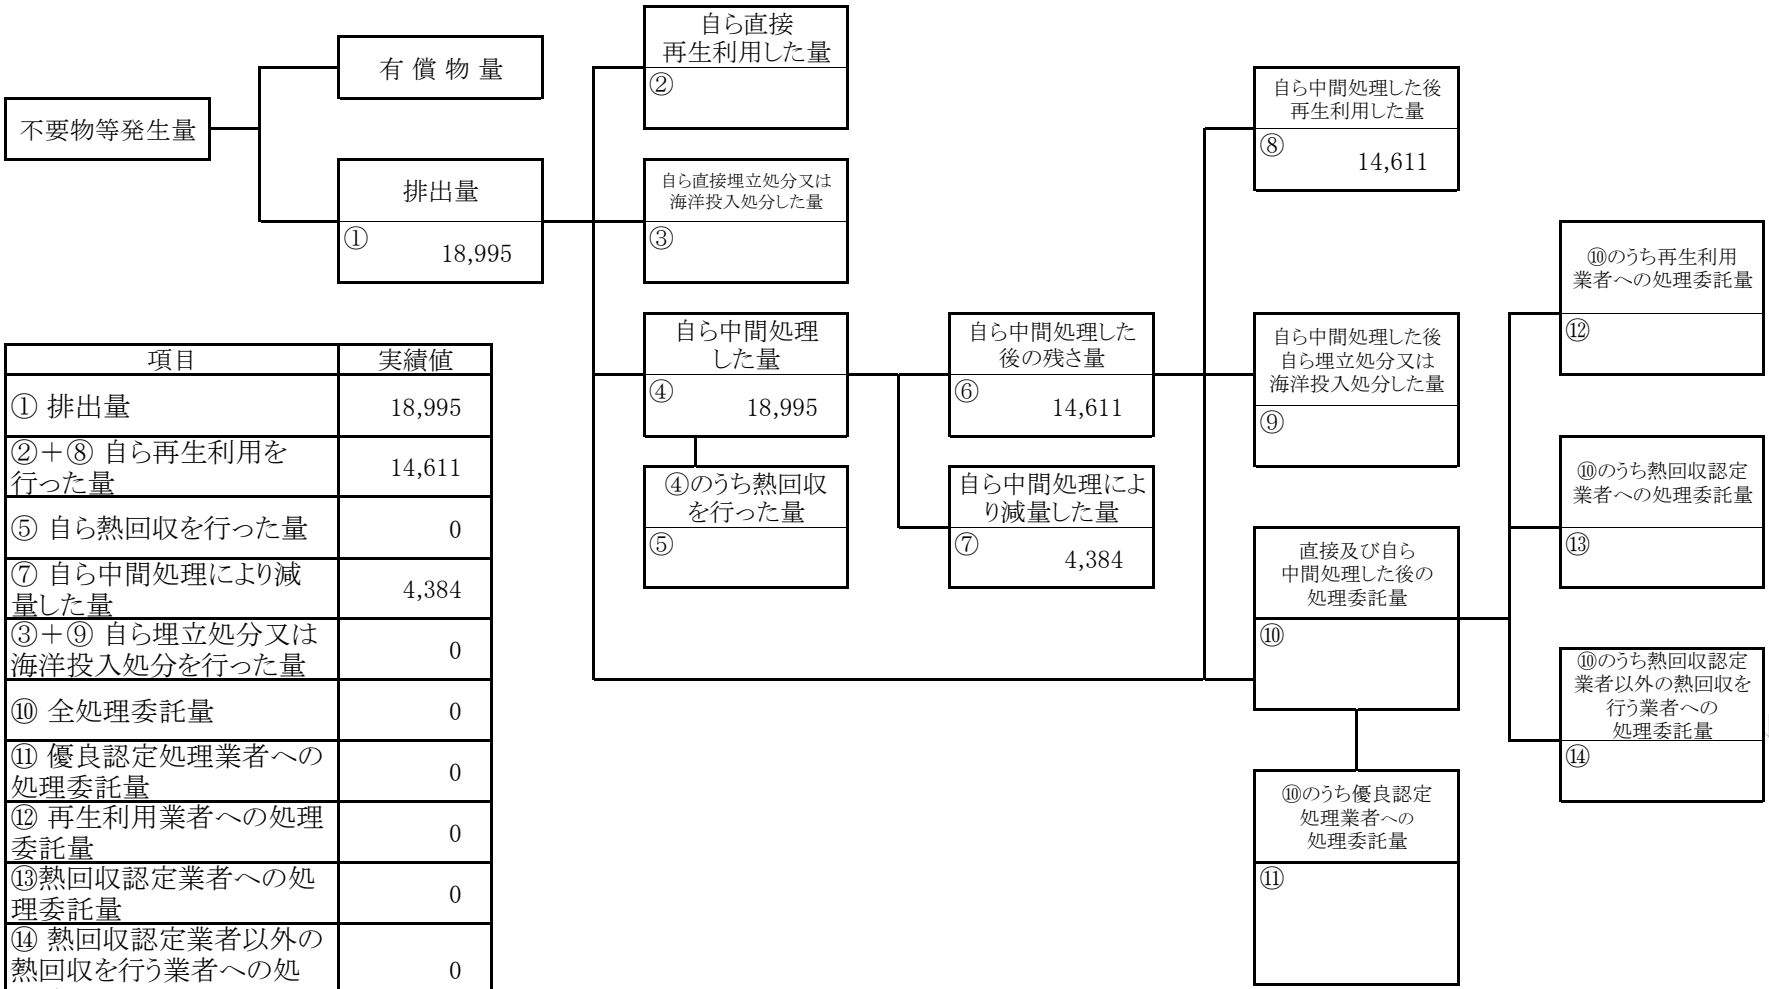 不要物等発生量
有 償 物 量
排出量
①
18,995
自ら直接
再生利用した量
②
自ら直接埋立処分又は
海洋投入処分した量
③
自ら中間処理
した量
④
18,995
④のうち熱回収
を行った量
⑤
自ら中間処理した
後の残さ量
⑥
14,611
自ら中間処理によ
り減量した量
⑦
4,384
自ら中間処理した後
再生利用した量
⑧
14,611
自ら中間処理した後
自ら埋立処分又は
海洋投入処分した量
⑨
直接及び自ら
中間処理した後の
処理委託量
⑩
⑩のうち優良認定
処理業者への
処理委託量
⑪
⑩のうち再生利用
業者への処理委託量
⑫
⑩のうち熱回収認定
業者への処理委託量
⑬
⑩のうち熱回収認定
業者以外の熱回収を
行う業者への
処理委託量
⑭
項目 実績値
① 排出量 18,995
②＋⑧ 自ら再生利用を
行った量 14,611
⑤ 自ら熱回収を行った量 0
⑦ 自ら中間処理により減
量した量 4,384
③＋⑨ 自ら埋立処分又は
海洋投入処分を行った量 0
⑩ 全処理委託量 0
⑪ 優良認定処理業者への
処理委託量 0
⑫ 再生利用業者への処理
委託量 0
⑬熱回収認定業者への処
理委託量 0
⑭ 熱回収認定業者以外の
熱回収を行う業者への処 0